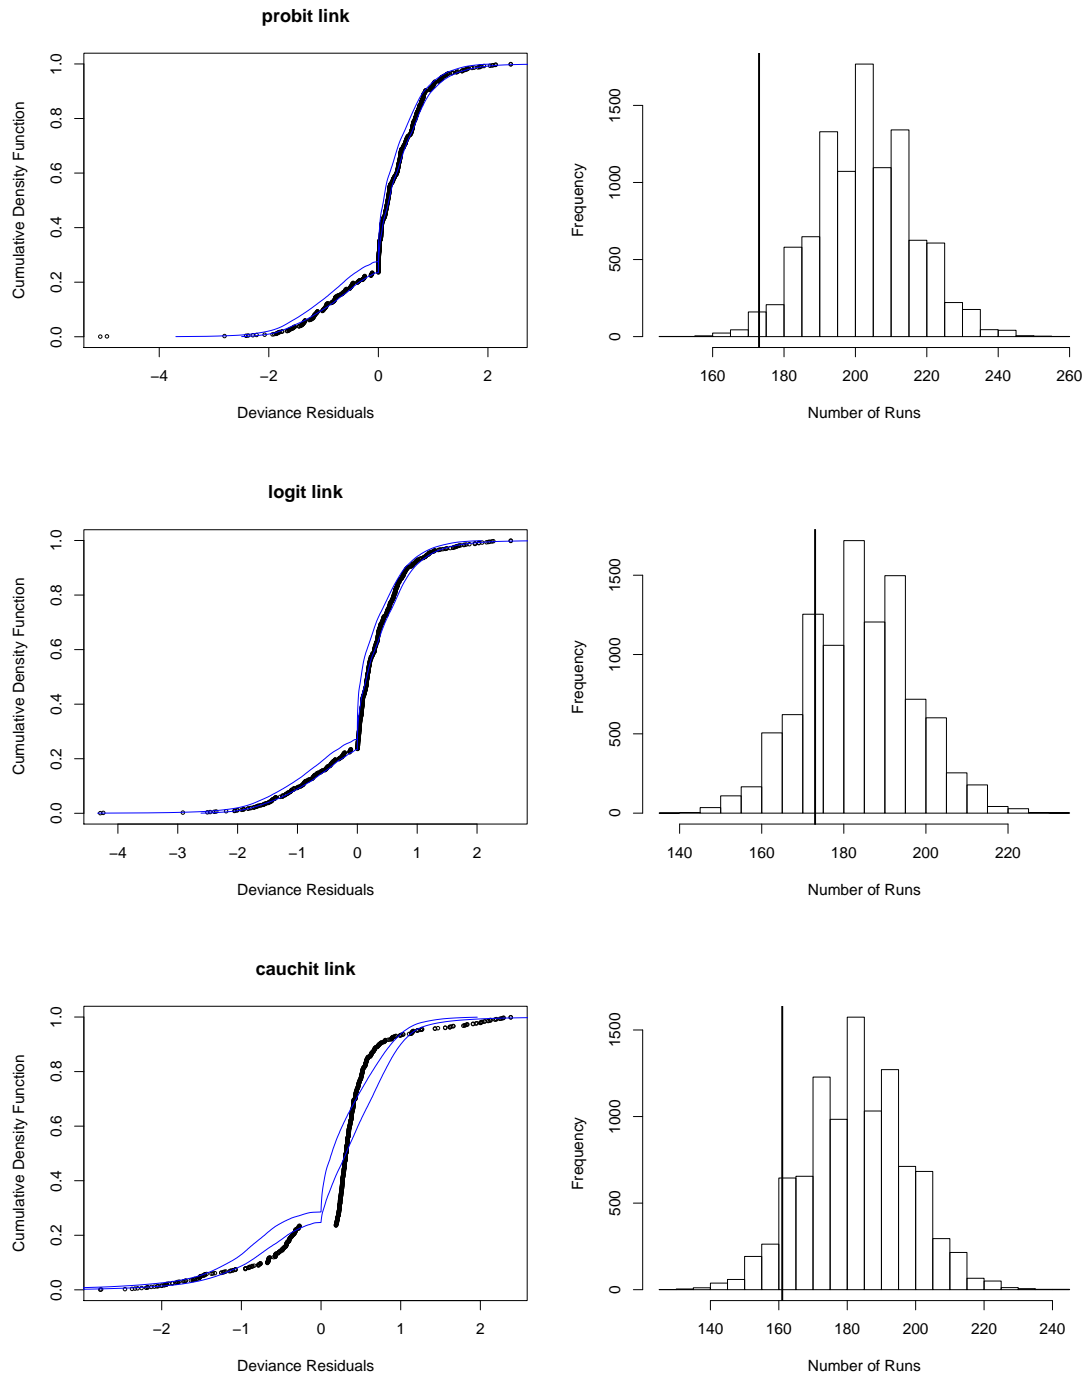 probit link
Cumulative Density Function
0.0 0.2 0.4 0.6 0.8 1.0
−4 −2 0 2
Deviance Residuals
Frequency
0 500 1000 1500
160 180 200 220 240 260
Number of Runs
logit link
Cumulative Density Function
0.0 0.2 0.4 0.6 0.8 1.0
−4 −3 −2 −1 0 1 2
Deviance Residuals
Frequency
0 500 1000 1500
140 160 180 200 220
Number of Runs
cauchit link
Cumulative Density Function
0.0 0.2 0.4 0.6 0.8 1.0
−2 −1 0 1 2
Deviance Residuals
Frequency
0 500 1000 1500
140 160 180 200 220 240
Number of Runs